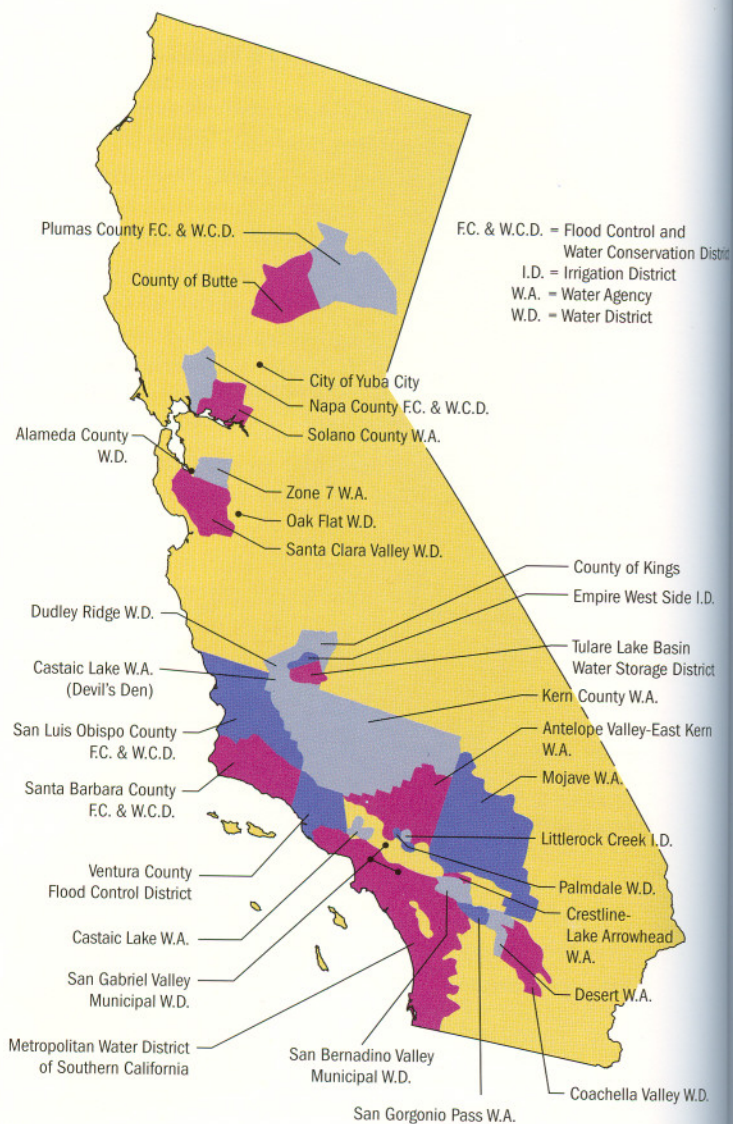 Plumas County F.C. & W.C.D.
County of Butte
F.C. & W.C.D. = Flood Control and
Water Conservation
I.D. = Irrigation District
W.A. = Water Agency
W.D. = Water District
City of Yuba City
Napa County F.C. & W.C.D.
Solano County W.A.
Alameda County
W.D.
Zone 7 W.A.
Oak Flat W.D.
Santa Clara Valley W.D.
County of Kings
Empire West Side I.D.
Dudley Ridge W.D.
Tulare Lake Basin
Water Storage District
Castaic Lake W.A.
(Devil's Den)
Kern County W.A.
San Luis Obispo County
F.C. & W.C.D.
Antelope Valley-East Kern
W.A.
Mojave W.A.
Santa Barbara County
F.C. & W.C.D.
Littlerock Creek I.D.
Ventura County
Flood Control District
Palmdale W.D.
Crestline-
Lake Arrowhead
W.A.
Castaic Lake W.A.
San Gabriel Valley
Municipal W.D.
Desert W.A.
Metropolitan Water District
of Southern California
San Bernadino Valley
Municipal W.D.
Coachella Valley W.D.
San Gorgonio Pass W.A.